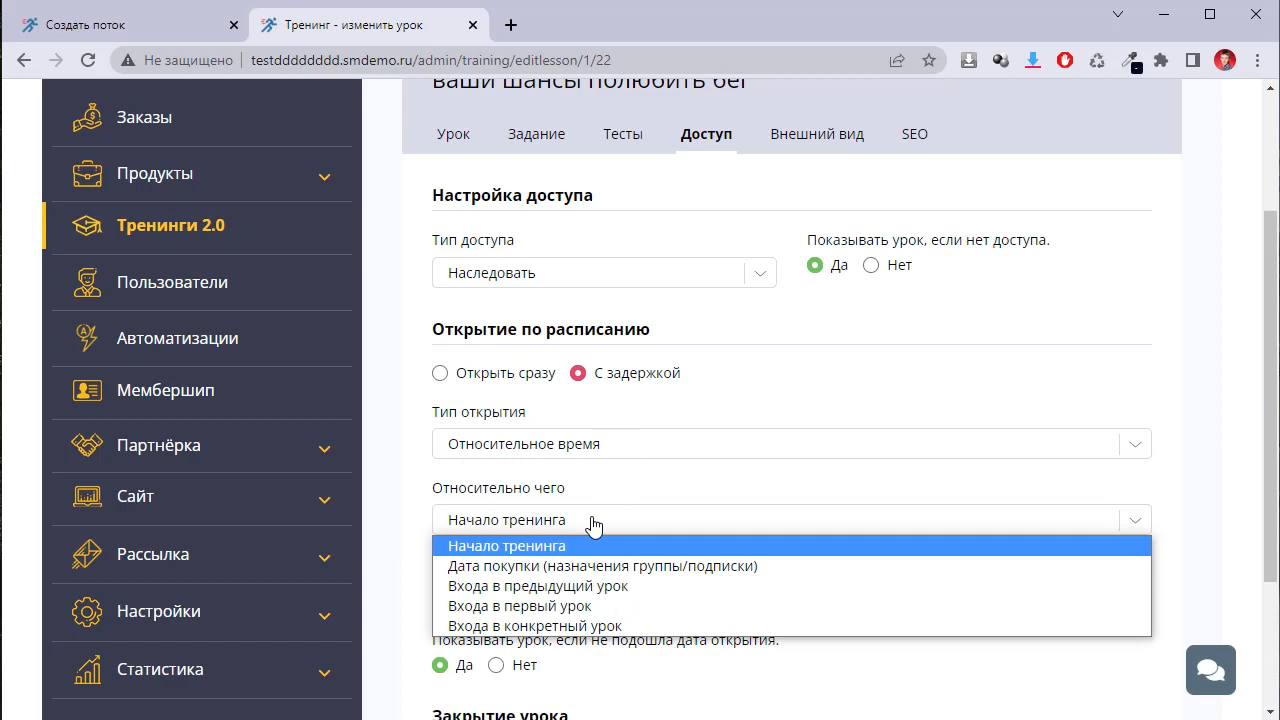 Создать поток
Тренинг - изменить урок
Не защищено
testddddddddd.smdemo.ru/admin/training/editlesson/1/22
ваши шансы полюбить бег
Урок
Задание
Тесты
Доступ
Внешний вид
SEO
Заказы
Продукты
Тренинги 2.0
Пользователи
Автоматизации
Мембершип
Партнёрка
Сайт
Рассылка
Настройки
Статистика
Настройка доступа
Тип доступа
Наследовать
Показывать урок, если нет доступа.
Да Нет
Открытие по расписанию
Открыть сразу С задержкой
Тип открытия
Относительное время
Относительно чего
Начало тренинга
Начало тренинга
Дата покупки (назначения группы/подписки)
Входа в предыдущий урок
Входа в первый урок
Входа в конкретный урок
Показывать урок, если не подошла дата открытия.
Да Нет
Закрытие урока